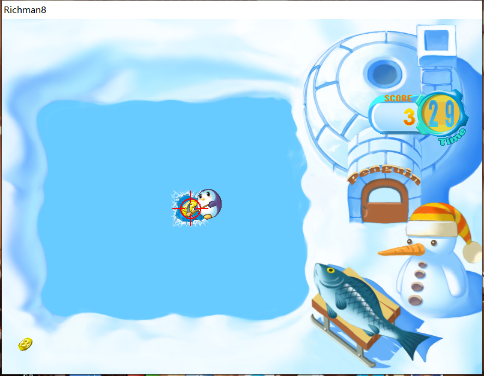 Richman8
SCORE
3
29
Time
Penguin